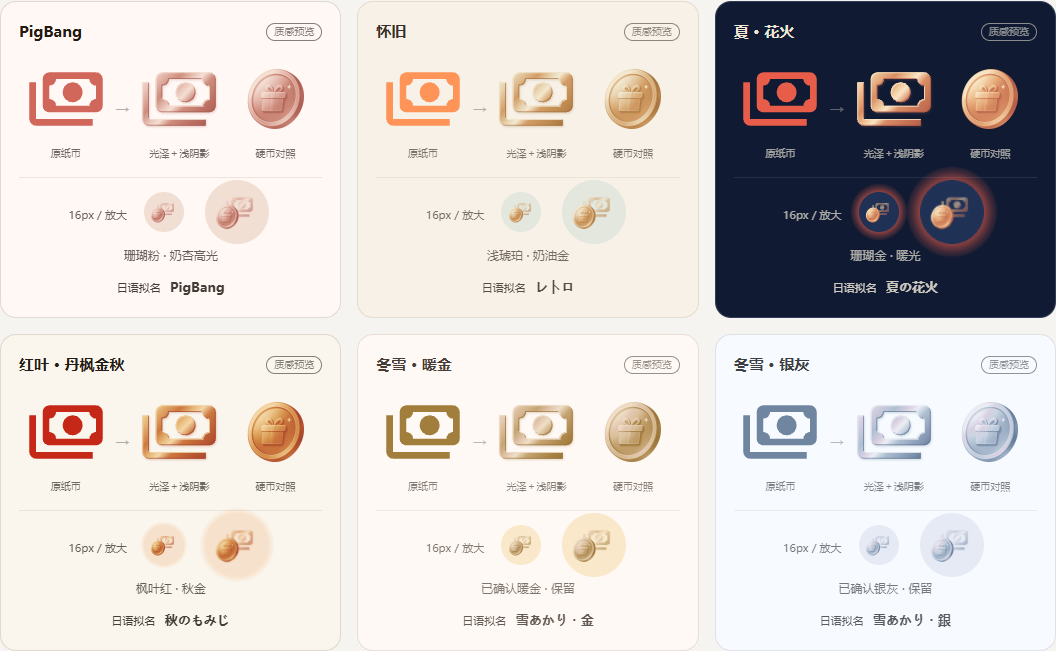 PigBang
质感预览
→
原纸币
光泽 + 浅阴影
硬币对照
16px / 放大
珊瑚粉 · 奶杏高光
日语拟名 PigBang
怀旧
质感预览
→
原纸币
光泽 + 浅阴影
硬币对照
16px / 放大
浅琥珀 · 奶油金
日语拟名 レトロ
夏・花火
质感预览
→
原纸币
光泽 + 浅阴影
硬币对照
16px / 放大
珊瑚金 · 暖光
日语拟名 夏の花火
红叶・丹枫金秋
质感预览
→
原纸币
光泽 + 浅阴影
硬币对照
16px / 放大
枫叶红 · 秋金
日语拟名 秋のもみじ
冬雪・暖金
质感预览
→
原纸币
光泽 + 浅阴影
硬币对照
16px / 放大
已确认暖金 · 保留
日语拟名 雪あかり・金
冬雪・银灰
质感预览
→
原纸币
光泽 + 浅阴影
硬币对照
16px / 放大
已确认银灰 · 保留
日语拟名 雪あかり・銀